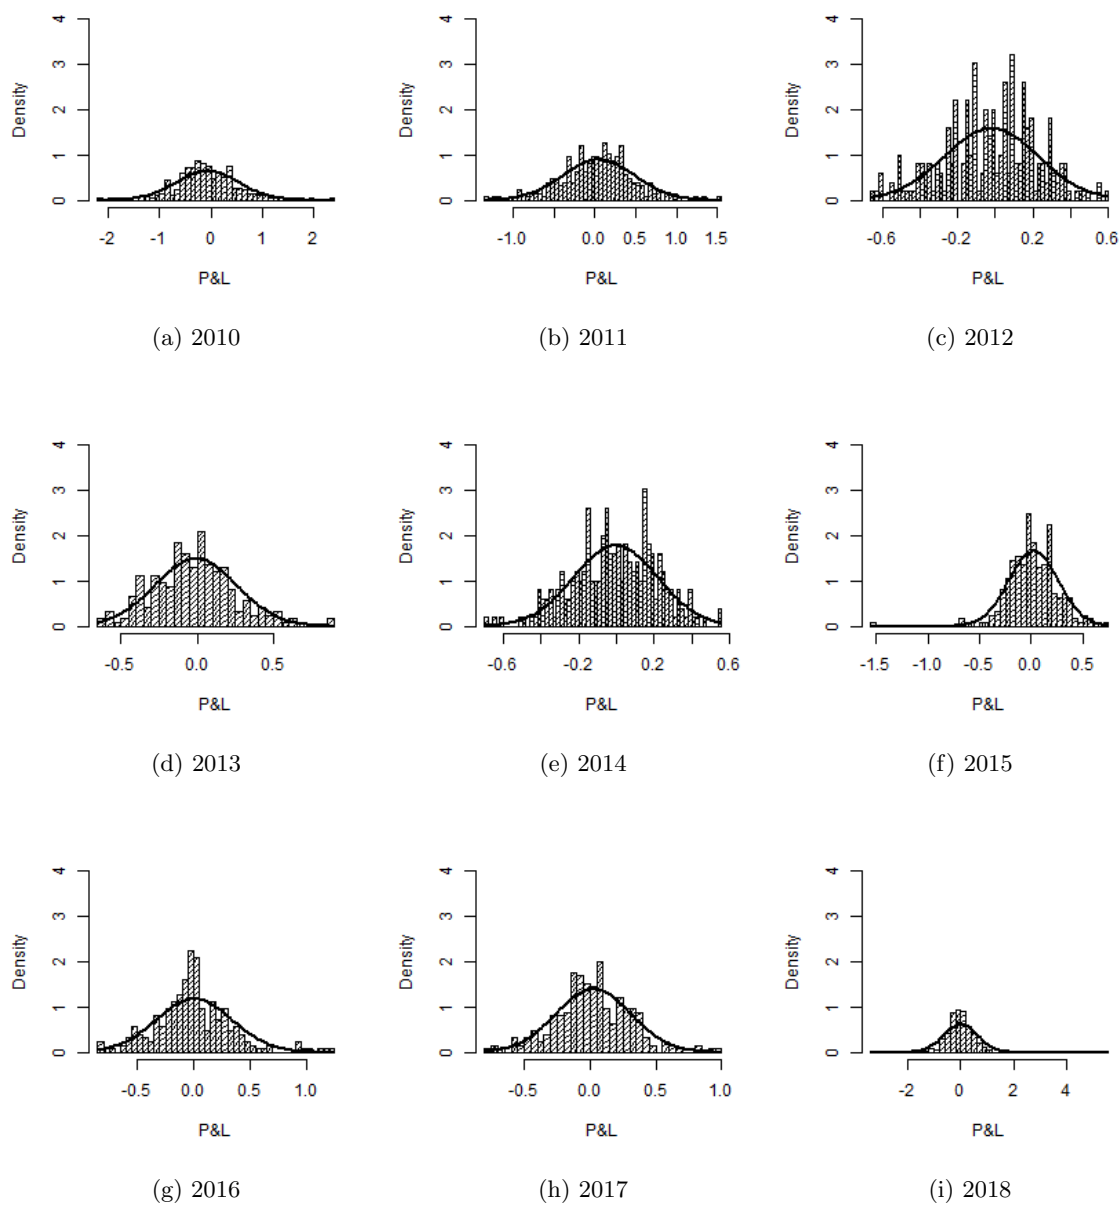 4
3
2
1
0
Density
-2 -1 0 1 2
P&L
(a) 2010
4
3
2
1
0
Density
-1.0 0.0 0.5 1.0 1.5
P&L
(b) 2011
4
3
2
1
0
Density
-0.6 -0.2 0.2 0.6
P&L
(c) 2012
4
3
2
1
0
Density
-0.5 0.0 0.5
P&L
(d) 2013
4
3
2
1
0
Density
-0.6 -0.2 0.2 0.6
P&L
(e) 2014
4
3
2
1
0
Density
-1.5 -1.0 -0.5 0.0 0.5
P&L
(f) 2015
4
3
2
1
0
Density
-0.5 0.0 0.5 1.0
P&L
(g) 2016
4
3
2
1
0
Density
-0.5 0.0 0.5 1.0
P&L
(h) 2017
4
3
2
1
0
Density
-2 0 2 4
P&L
(i) 2018